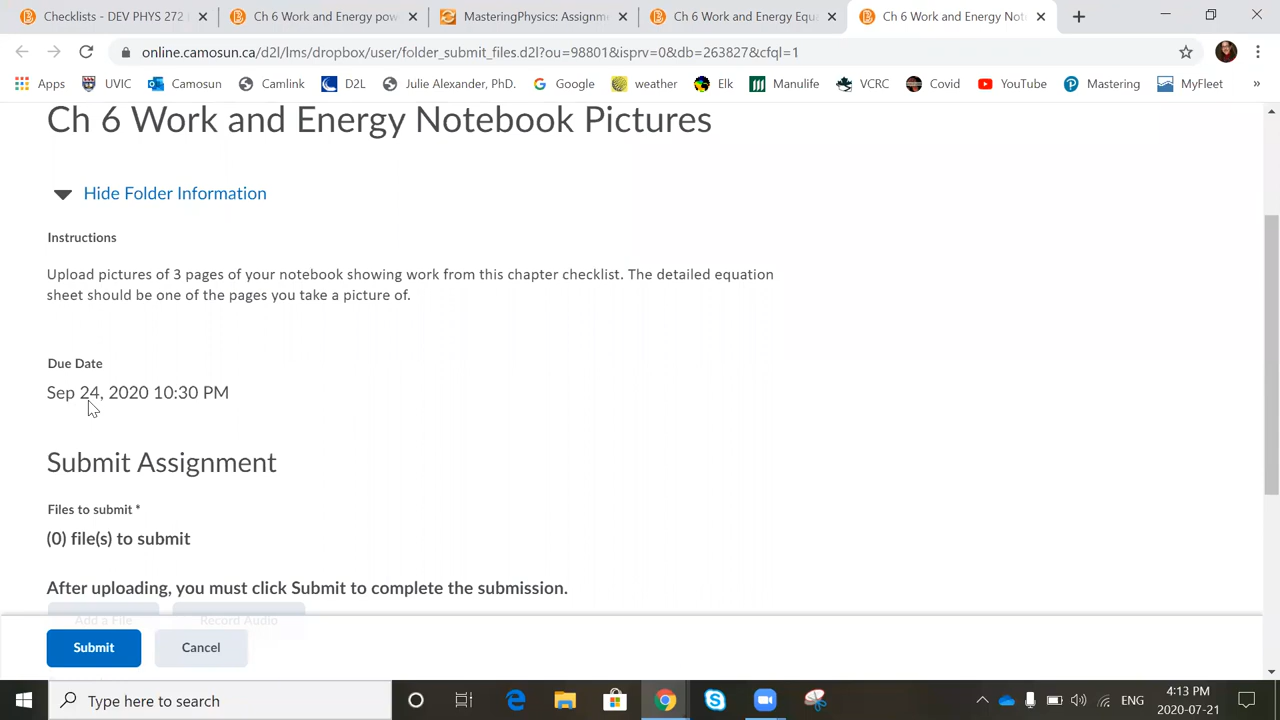 Checklists - DEV PHYS 272
Ch 6 Work and Energy pow
MasteringPhysics: Assignm
Ch 6 Work and Energy Equa
Ch 6 Work and Energy Not
online.camosun.ca/d2l/lms/dropbox/user/folder_submit_files.d2l?ou=98801&isprv=0&db=263827&cfql=1
Apps UVIC Camosun Camlink D2L Julie Alexander, PhD. Google weather Elk Manulife VCRC Covid YouTube Mastering MyFleet »
Ch 6 Work and Energy Notebook Pictures
Hide Folder Information
Instructions
Upload pictures of 3 pages of your notebook showing work from this chapter checklist. The detailed equation
sheet should be one of the pages you take a picture of.
Due Date
Sep 24, 2020 10:30 PM
Submit Assignment
Files to submit *
(0) file(s) to submit
After uploading, you must click Submit to complete the submission.
Add a File Record Audio
Submit Cancel
Type here to search
ENG
4:13 PM
2020-07-21